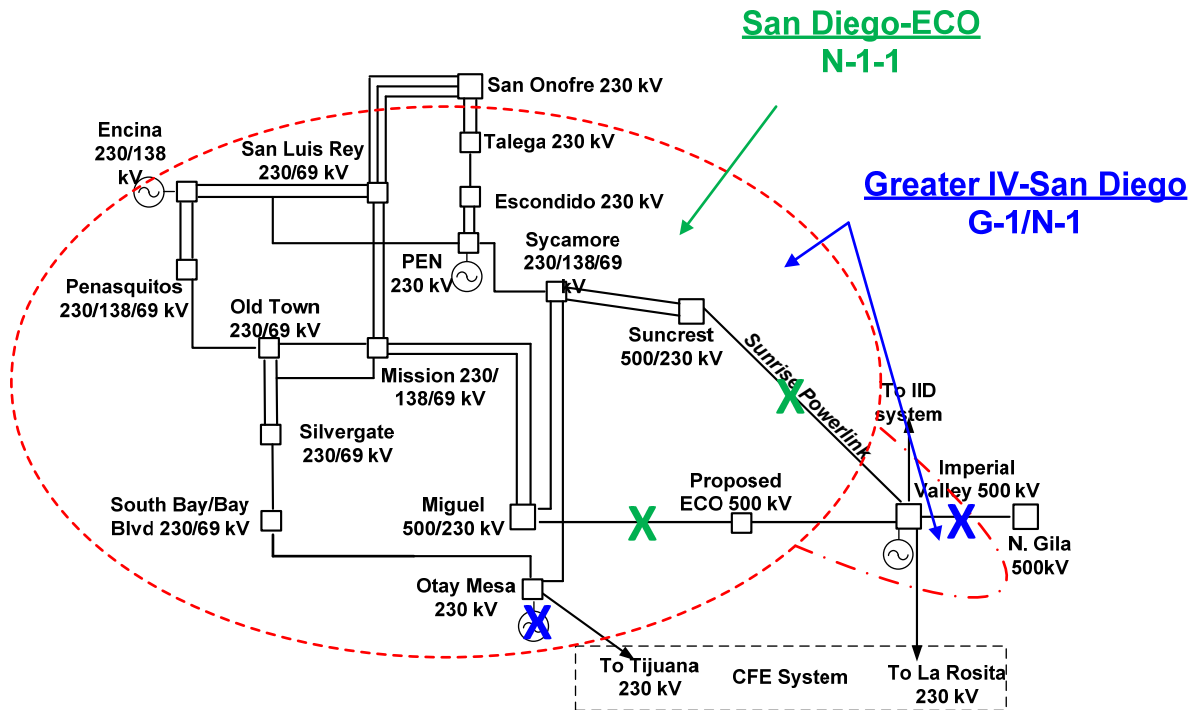 San Diego-ECO
N-1-1
San Onofre 230 kV
Encina
230/138
kV
San Luis Rey
230/69 kV
Talega 230 kV
Greater IV-San Diego
G-1/N-1
Escondido 230 kV
Sycamore
230/138/69
kV
PEN
230 kV
Penasquitos
230/138/69 kV
Old Town
230/69 kV
Suncrest
500/230 kV
Sunrise Powerlink
Mission 230/
138/69 kV
To IID
system
Silvergate
230/69 kV
Imperial
Valley 500 kV
Proposed
ECO 500 kV
South Bay/Bay
Blvd 230/69 kV
Miguel
500/230 kV
X
X
X
N. Gila
500kV
Otay Mesa
230 kV
X
To Tijuana
230 kV
CFE System
To La Rosita
230 kV